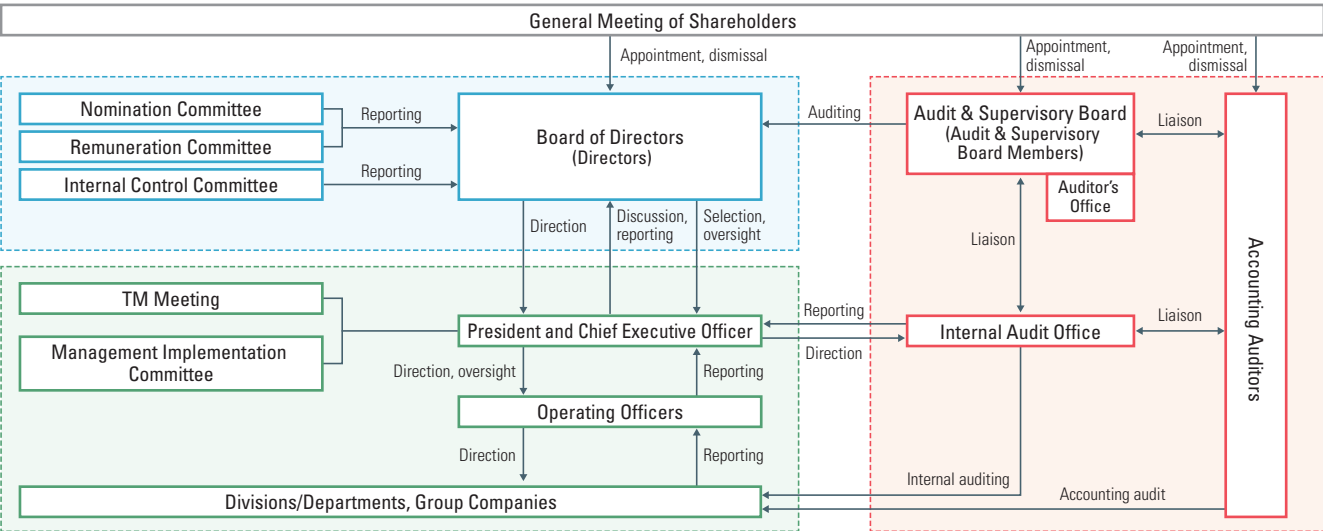 General Meeting of Shareholders
Appointment, dismissal
Appointment,
dismissal
Appointment,
dismissal
Nomination Committee
Remuneration Committee
Internal Control Committee
Reporting
Reporting
Board of Directors
(Directors)
Auditing
Audit & Supervisory Board
(Audit & Supervisory
Board Members)
Auditor's
Office
Liaison
Accounting Auditors
Direction
Discussion,
reporting
Selection,
oversight
Liaison
TM Meeting
Management Implementation
Committee
President and Chief Executive Officer
Reporting
Direction
Internal Audit Office
Liaison
Direction, oversight
Reporting
Operating Officers
Direction
Reporting
Internal auditing
Accounting audit
Divisions/Departments, Group Companies